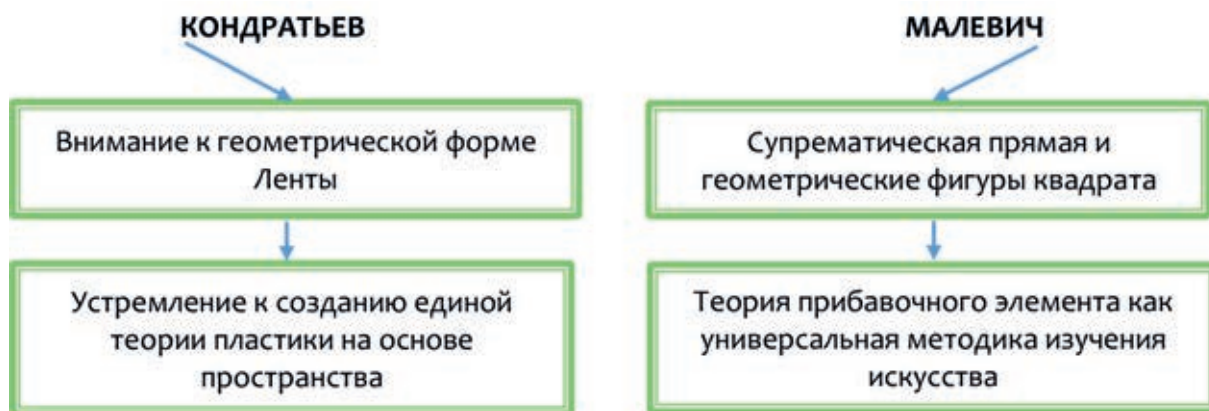 КОНДРАТЬЕВ
Внимание к геометрической форме
Ленты
Устремление к созданию единой
теории пластики на основе
пространства
МАЛЕВИЧ
Супрематическая прямая и
геометрические фигуры квадрата
Теория прибавочного элемента как
универсальная методика изучения
искусства